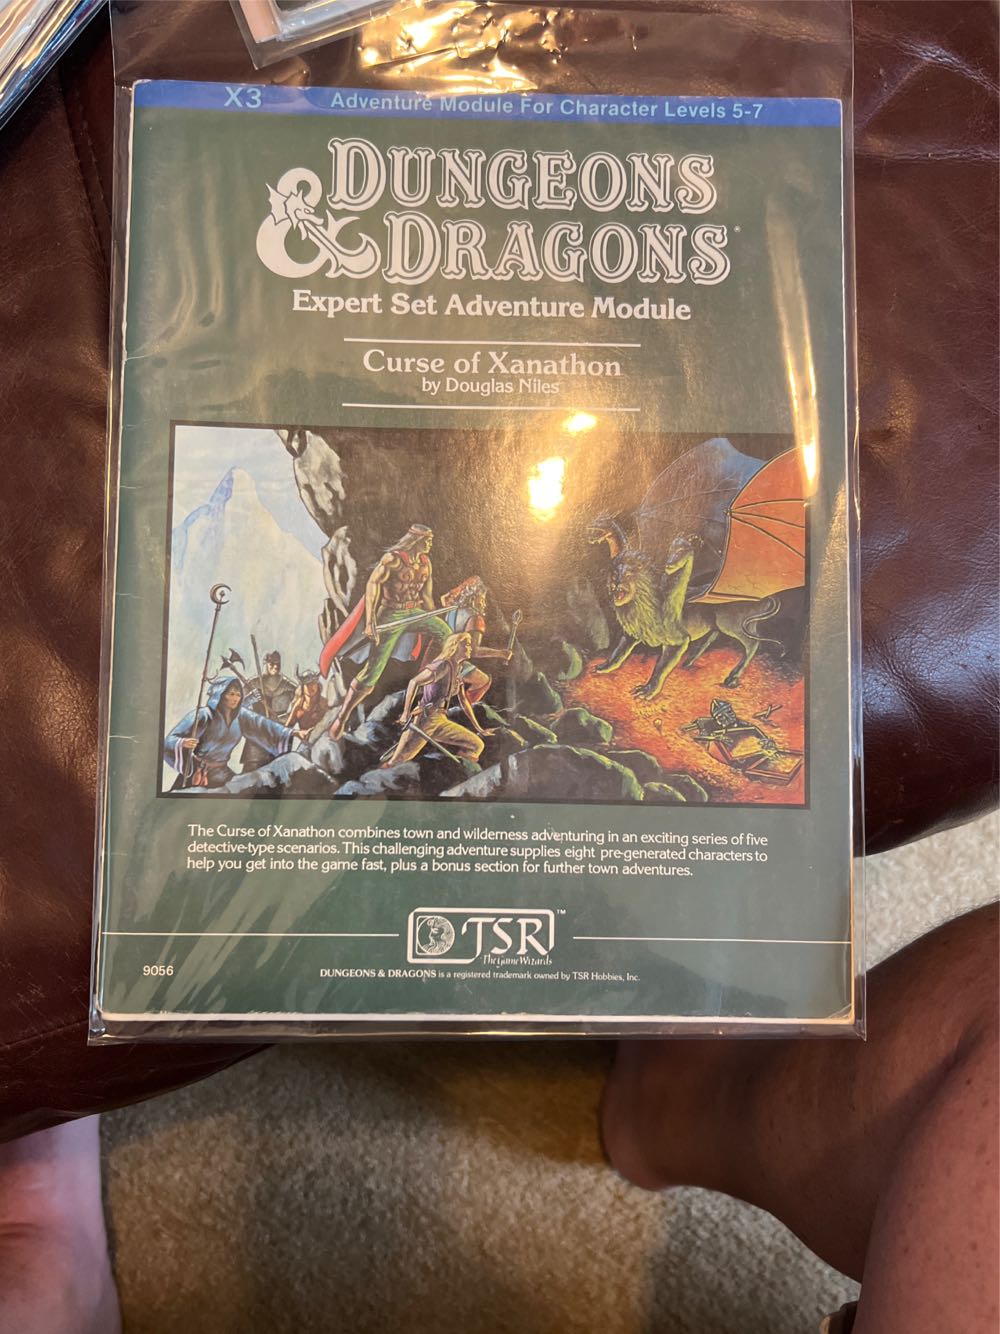 X3 Adventure Module For Character Levels 5-7
DUNGEONS
& DRAGONS®
Expert Set Adventure Module
Curse of Xanathon
by Douglas Niles
The Curse of Xanathon combines town and wilderness adventuring in an exciting series of five
detective-type scenarios. This challenging adventure supplies eight pre-generated characters to
help you get into the game fast, plus a bonus section for further town adventures.
TSR™
The Game Wizards
9056
DUNGEONS & DRAGONS is a registered trademark owned by TSR Hobbies, Inc.